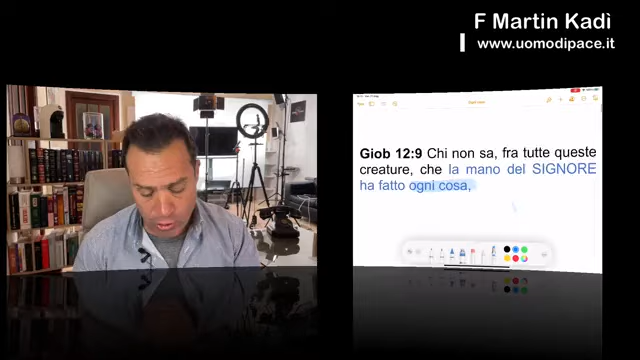 F Martin Kadì
www.uomodipace.it
Giob 12:9 Chi non sa, fra tutte queste
creature, che la mano del SIGNORE
ha fatto ogni cosa,